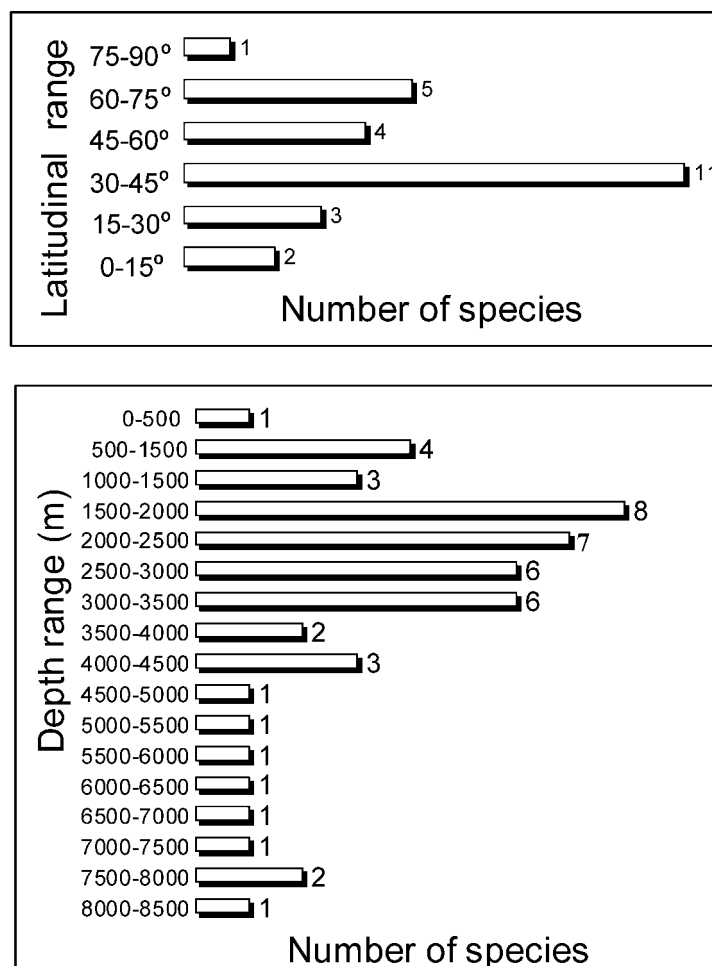 Latitudinal range
75-90º 1
60-75º 5
45-60º 4
30-45º 11
15-30º 3
0-15º 2
Number of species
Depth range (m)
0-500 1
500-1500 4
1000-1500 3
1500-2000 8
2000-2500 7
2500-3000 6
3000-3500 6
3500-4000 2
4000-4500 3
4500-5000 1
5000-5500 1
5500-6000 1
6000-6500 1
6500-7000 1
7000-7500 1
7500-8000 2
8000-8500 1
Number of species